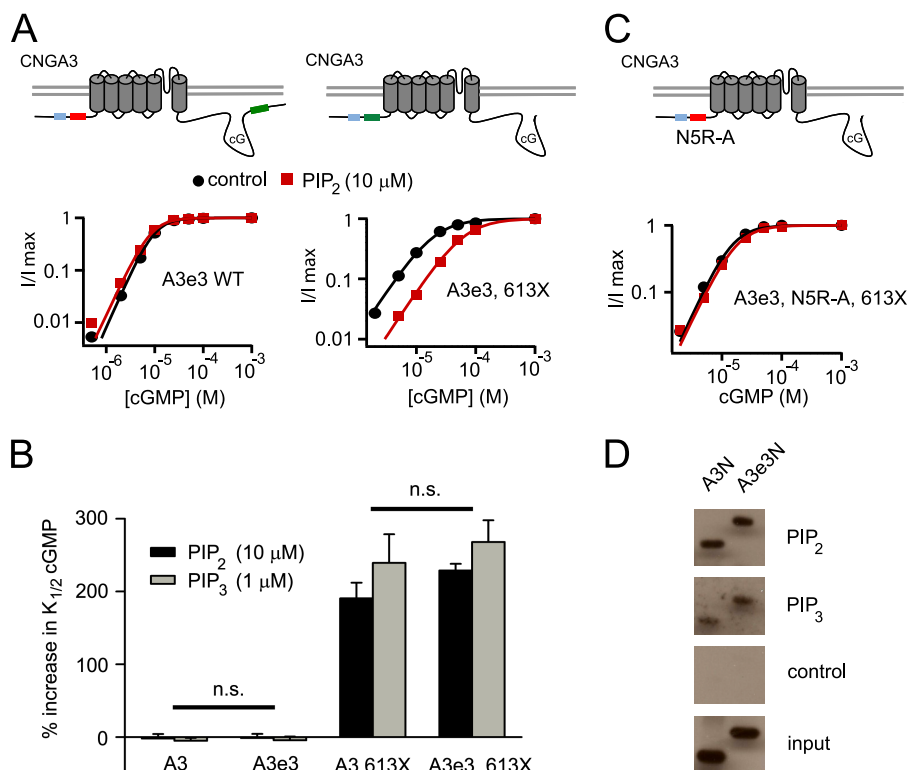 A
C
CNGA3
CNGA3
CNGA3
cG
cG
cG
N5R-A
control
PIP2 (10 μM)
I/I max
1
0.1
0.01
A3e3 WT
10-6
10-5
10-4
10-3
[cGMP] (M)
I/I max
1
0.1
0.01
A3e3, 613X
10-5
10-4
10-3
[cGMP] (M)
I/I max
1
0.1
A3e3, N5R-A, 613X
10-5
10-4
10-3
cGMP (M)
B
% increase in K1/2 cGMP
300
200
100
0
PIP2 (10 μM)
PIP3 (1 μM)
n.s.
n.s.
A3
A3e3
A3 613X
A3e3, 613X
D
A3N
A3e3N
PIP2
PIP3
control
input